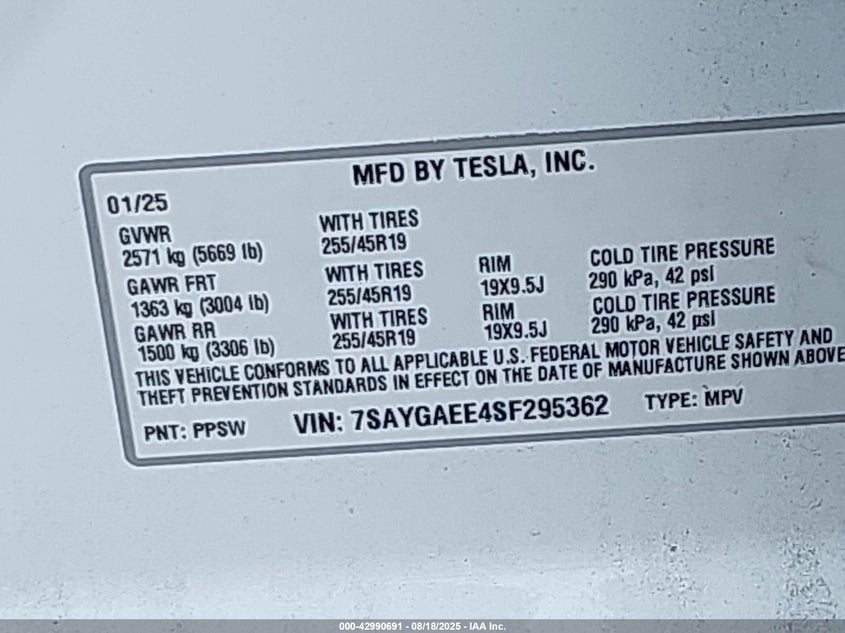 MFD BY TESLA, INC.
01/25
GVWR WITH TIRES
2571 kg (5669 lb) 255/45R19
GAWR FRT WITH TIRES RIM COLD TIRE PRESSURE
1363 kg (3004 lb) 255/45R19 19X9.5J 290 kPa, 42 psi
GAWR RR WITH TIRES RIM COLD TIRE PRESSURE
1500 kg (3306 lb) 255/45R19 19X9.5J 290 kPa, 42 psi
THIS VEHICLE CONFORMS TO ALL APPLICABLE U.S. FEDERAL MOTOR VEHICLE SAFETY AND
THEFT PREVENTION STANDARDS IN EFFECT ON THE DATE OF MANUFACTURE SHOWN ABOVE
PNT: PPSW VIN: 7SAYGAEE4SF295362 TYPE: MPV
000-42990691 - 08/18/2025 - IAA Inc.